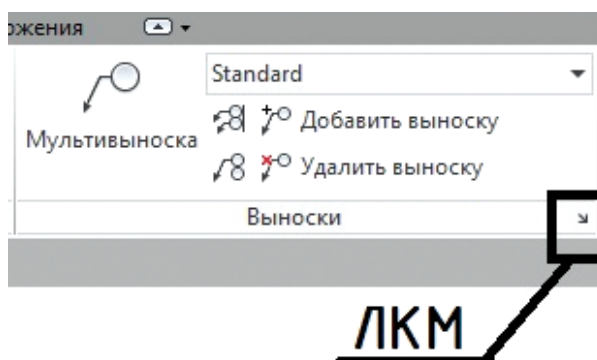 ожения
Standard
Мультивыноска
Добавить выноску
Удалить выноску
Выноски
ЛКМ